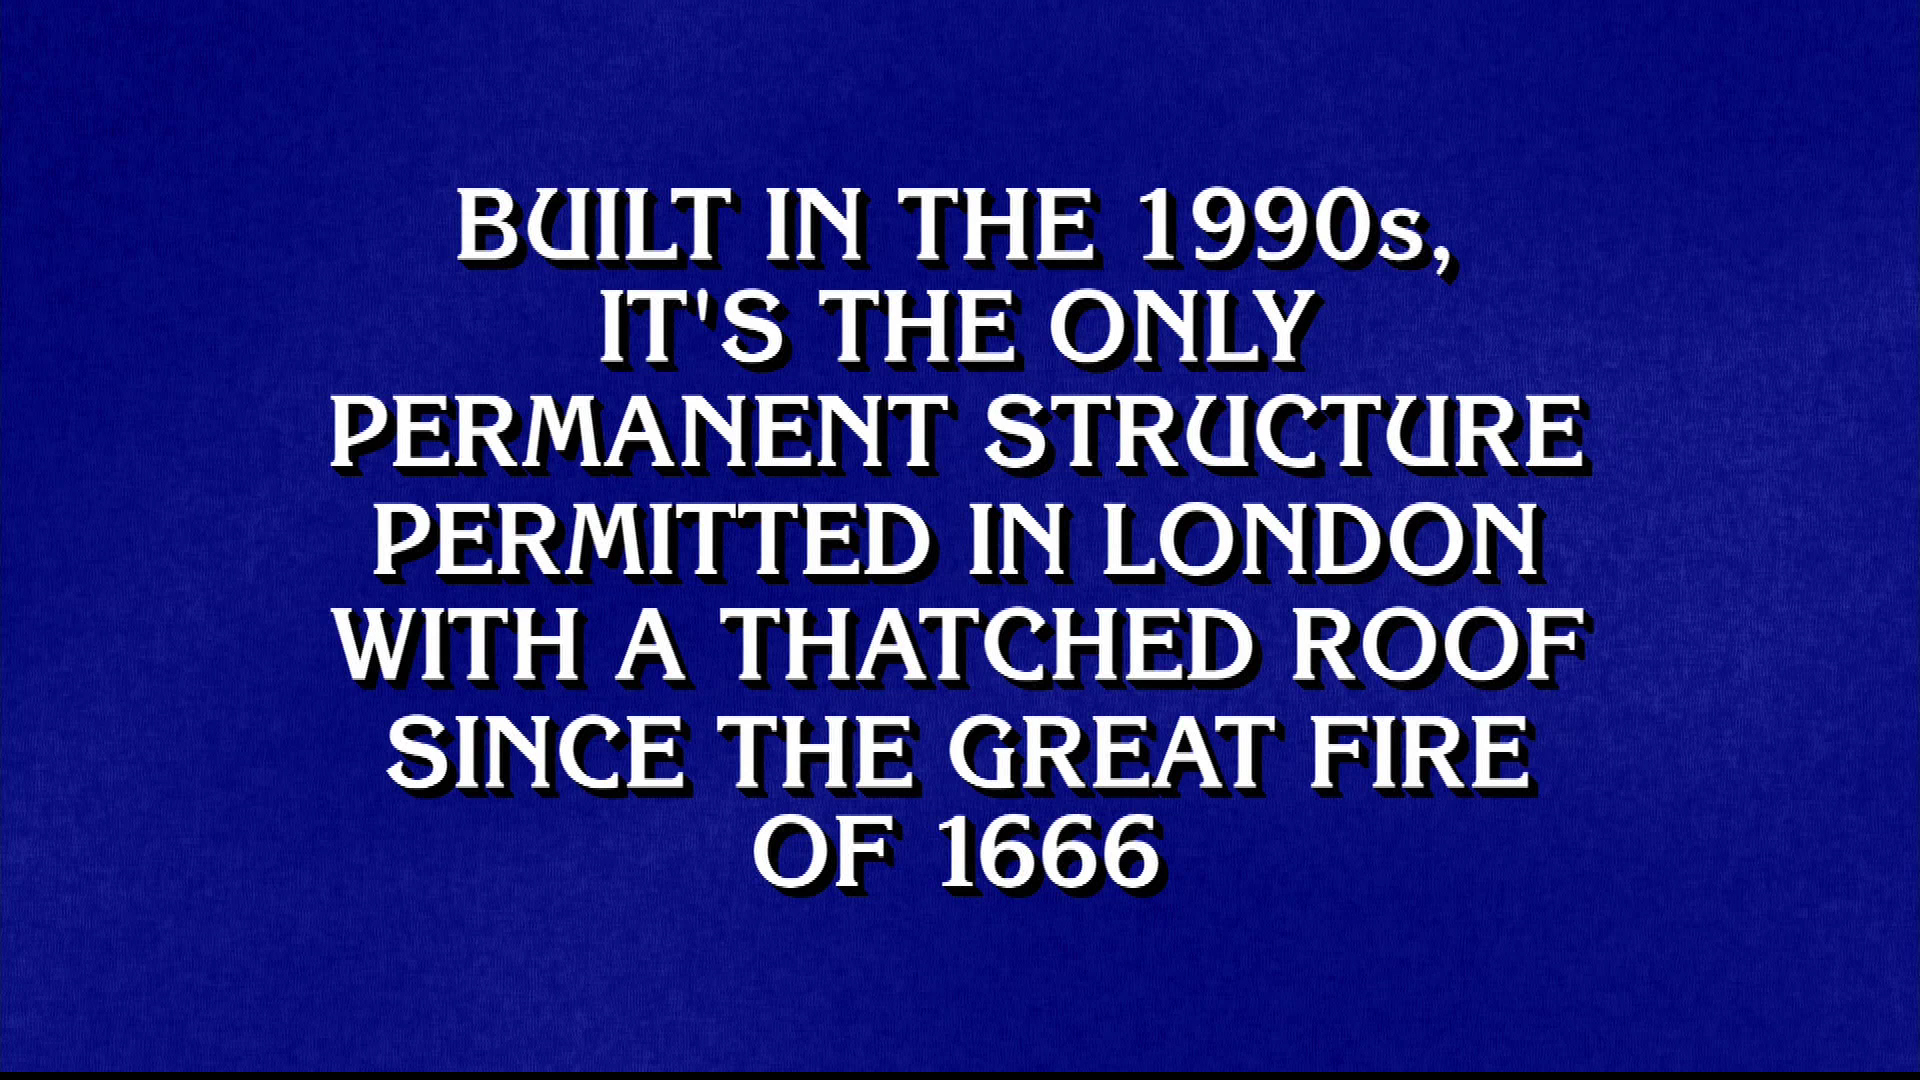 BUILT IN THE 1990s,
IT'S THE ONLY
PERMANENT STRUCTURE
PERMITTED IN LONDON
WITH A THATCHED ROOF
SINCE THE GREAT FIRE
OF 1666